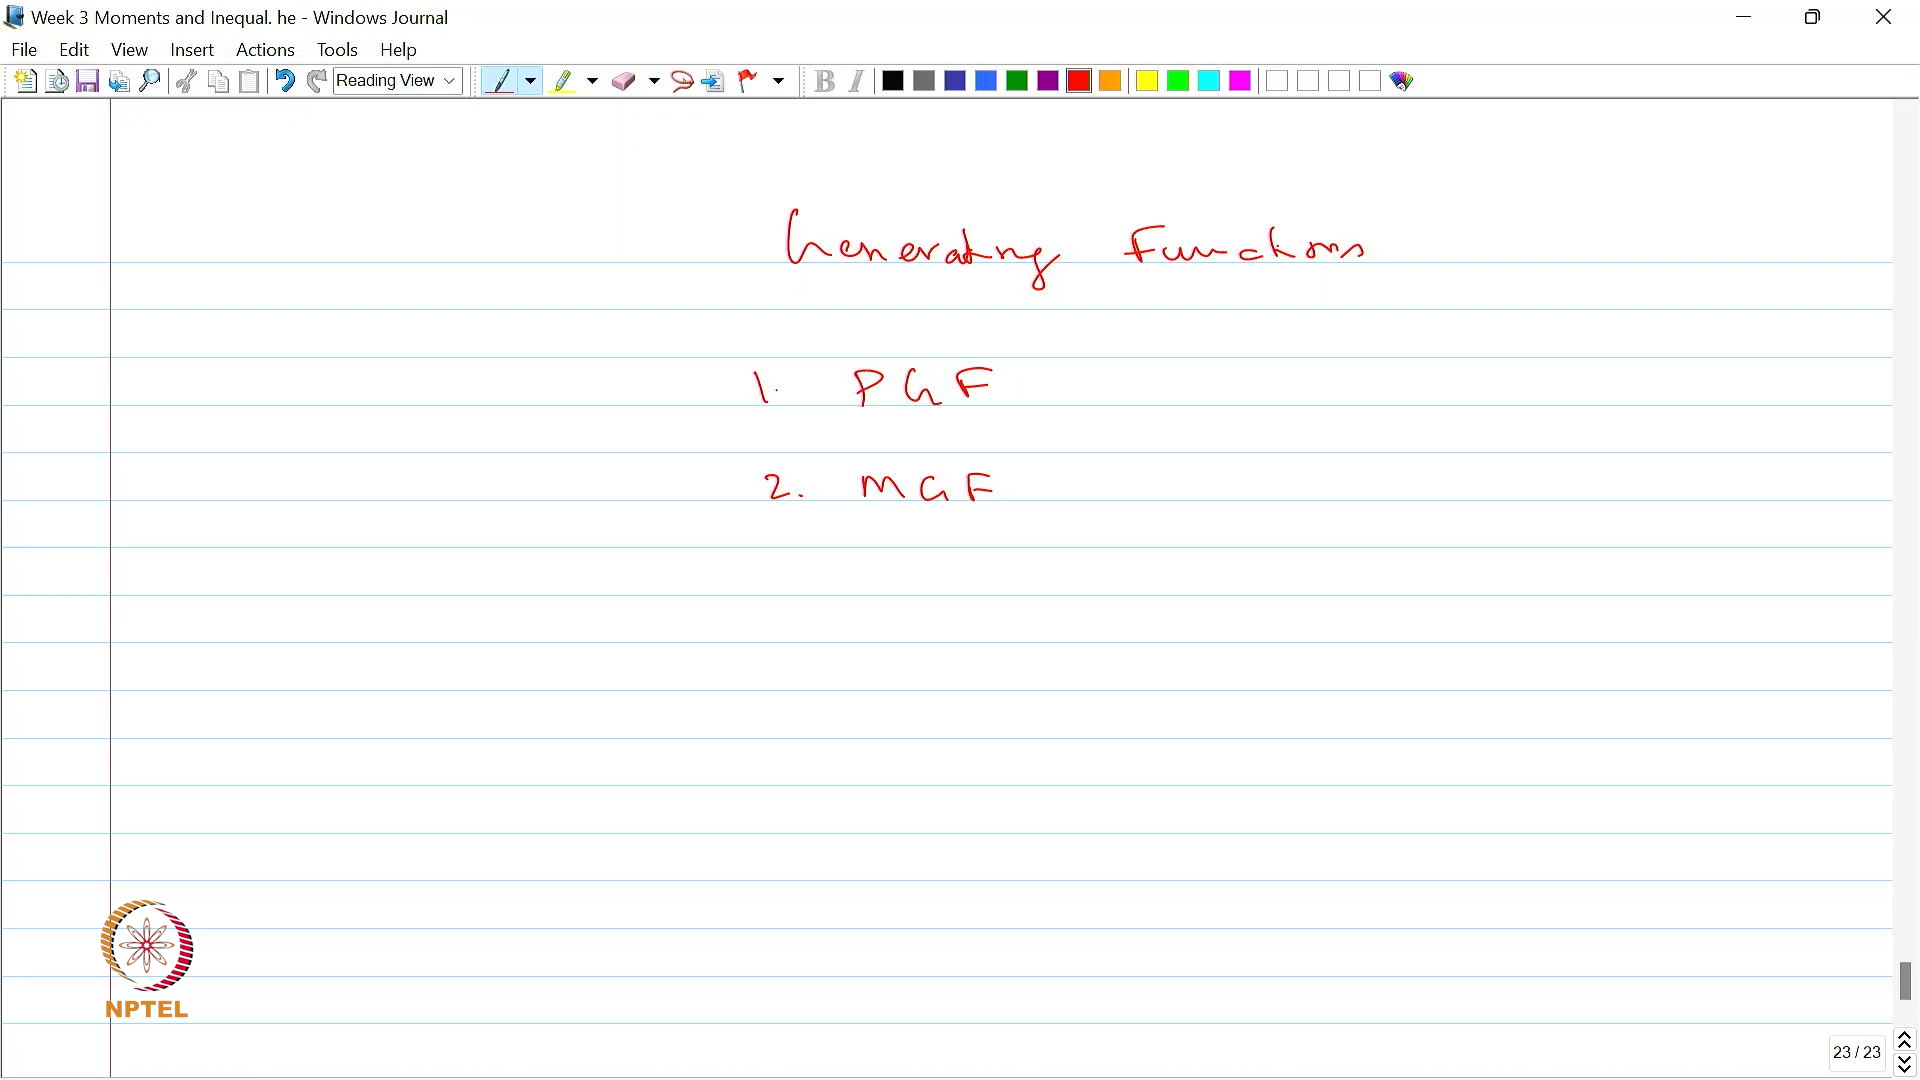 Week 3 Moments and Inequal. he - Windows Journal
File Edit View Insert Actions Tools Help
Reading View B I
Generating Functions
1. PGF
2. MGF
NPTEL
23 / 23